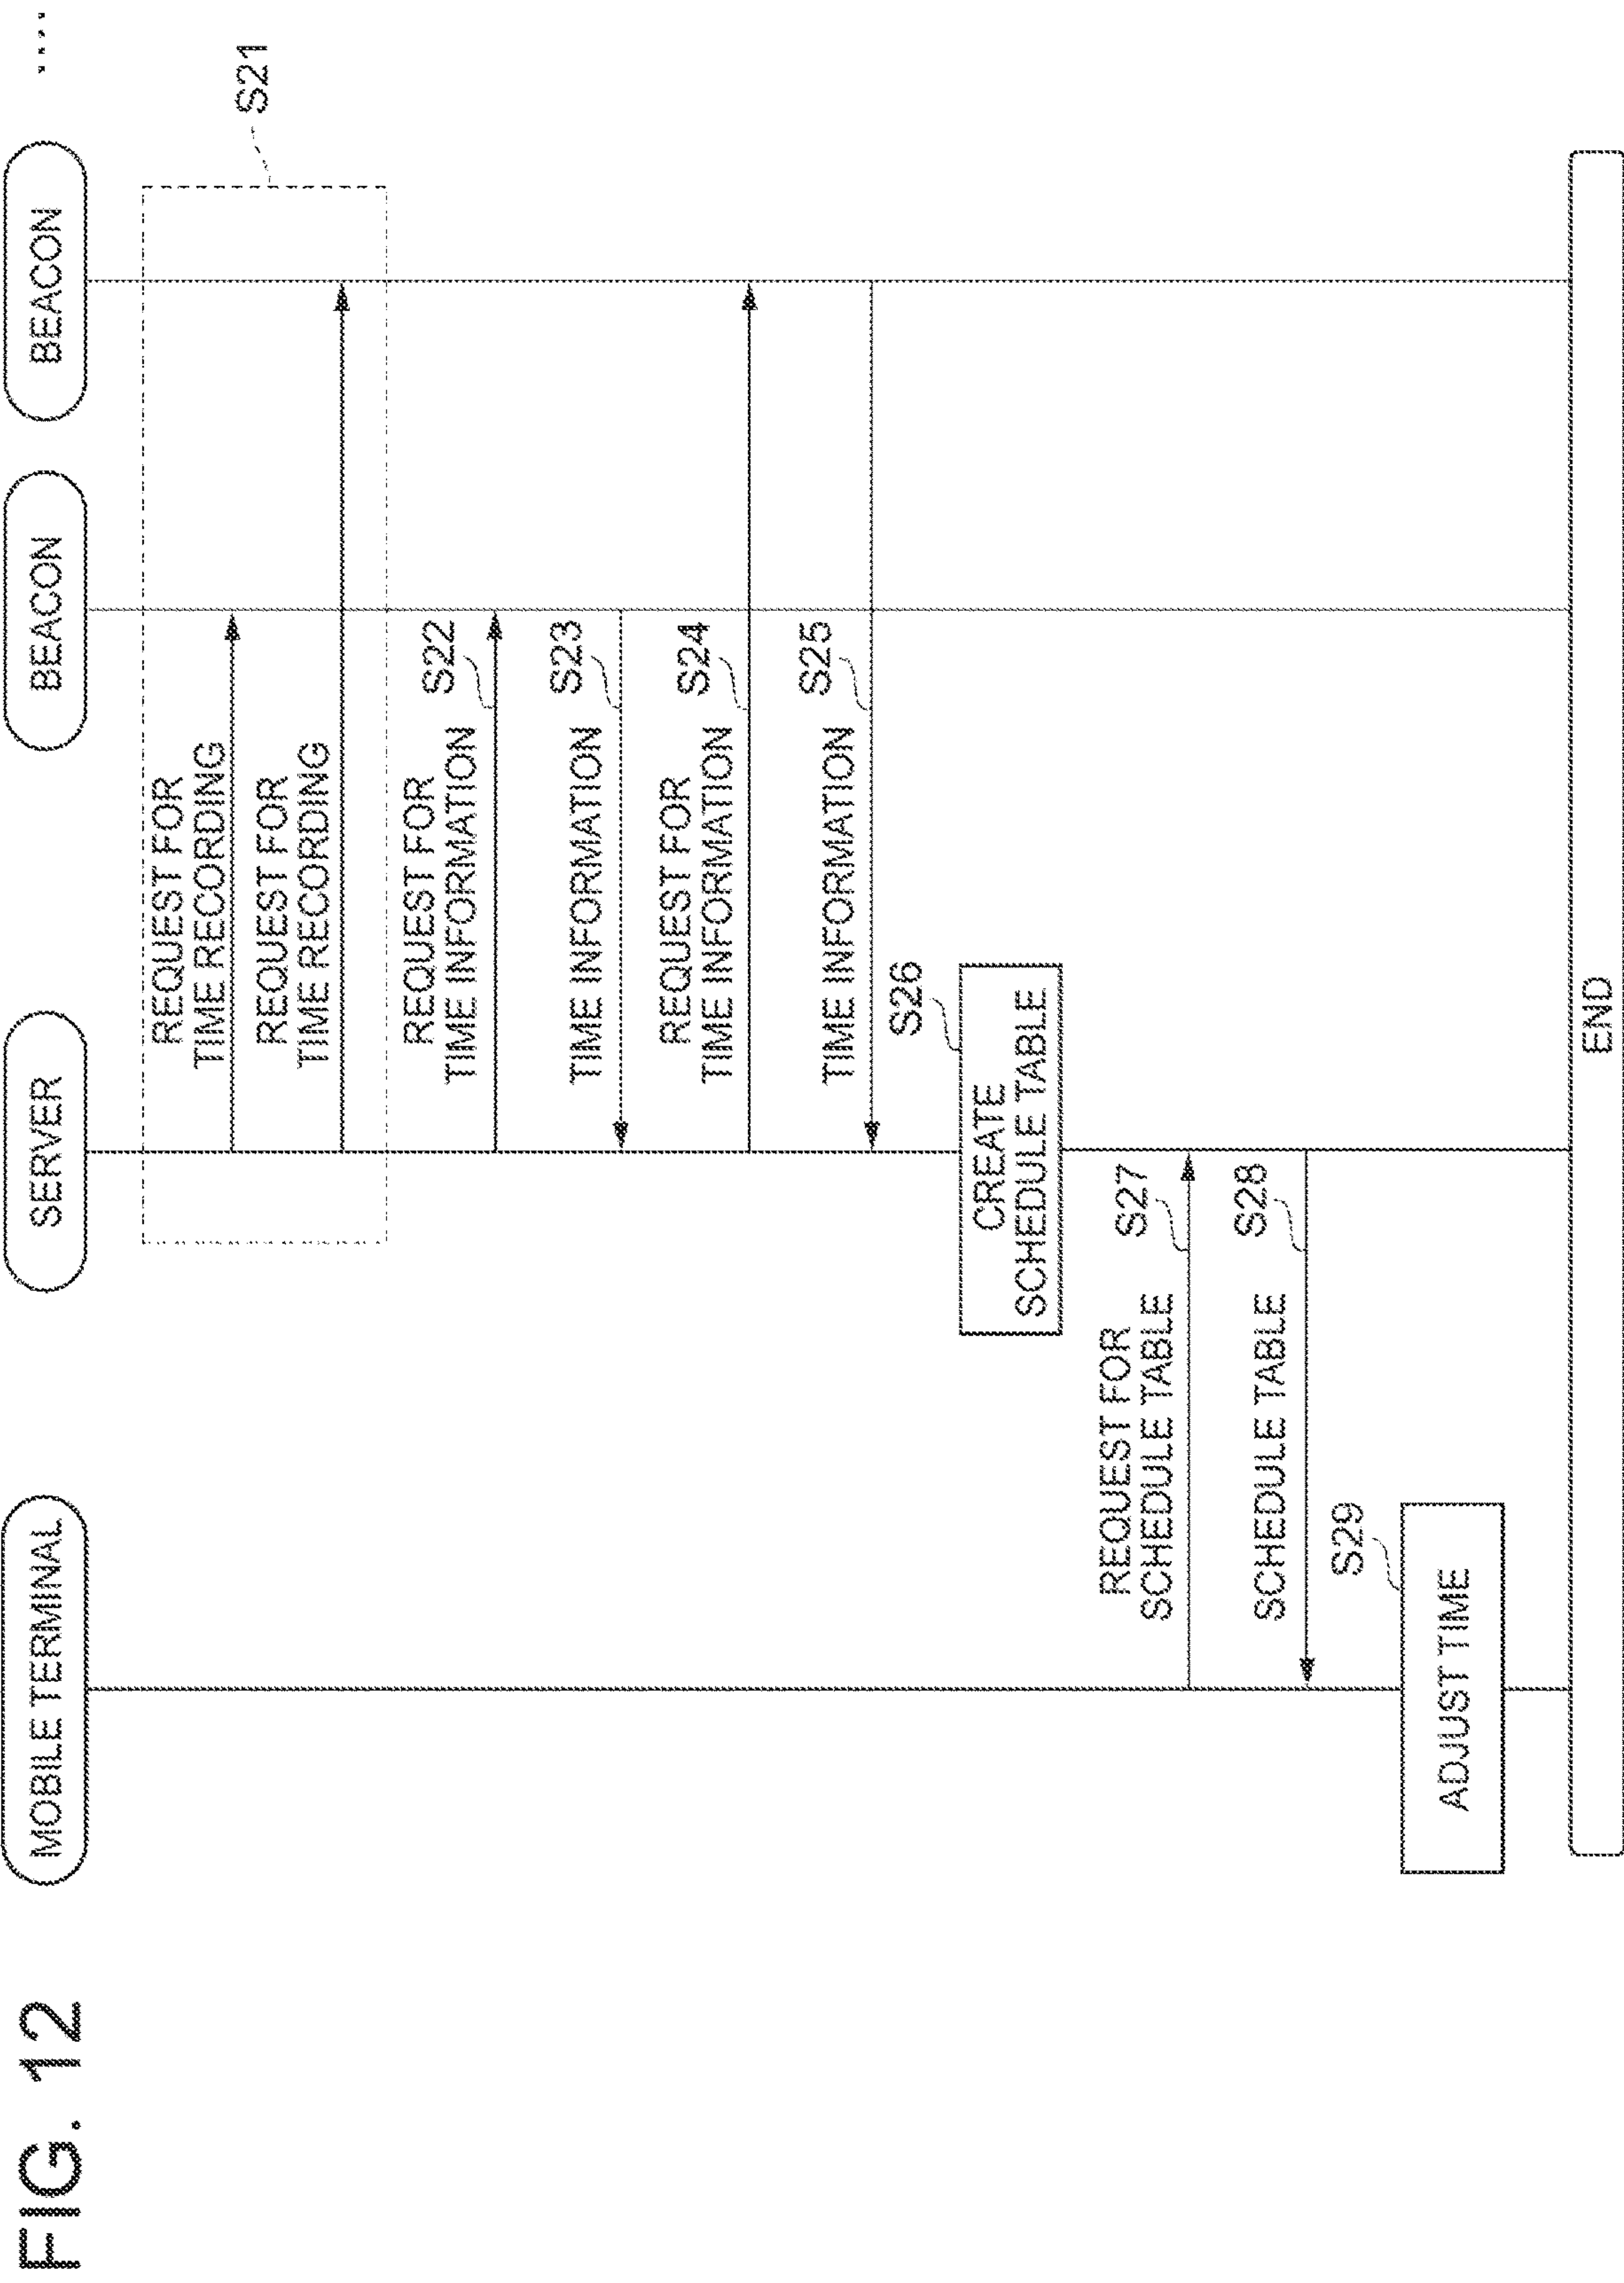 FIG. 12
MOBILE TERMINAL
SERVER
BEACON
BEACON
....
S21
REQUEST FOR
TIME RECORDING
REQUEST FOR
TIME RECORDING
REQUEST FOR
TIME INFORMATION
S22
TIME INFORMATION
S23
REQUEST FOR
TIME INFORMATION
S24
TIME INFORMATION
S25
S26
CREATE
SCHEDULE TABLE
REQUEST FOR
SCHEDULE TABLE
S27
SCHEDULE TABLE
S28
S29
ADJUST TIME
END